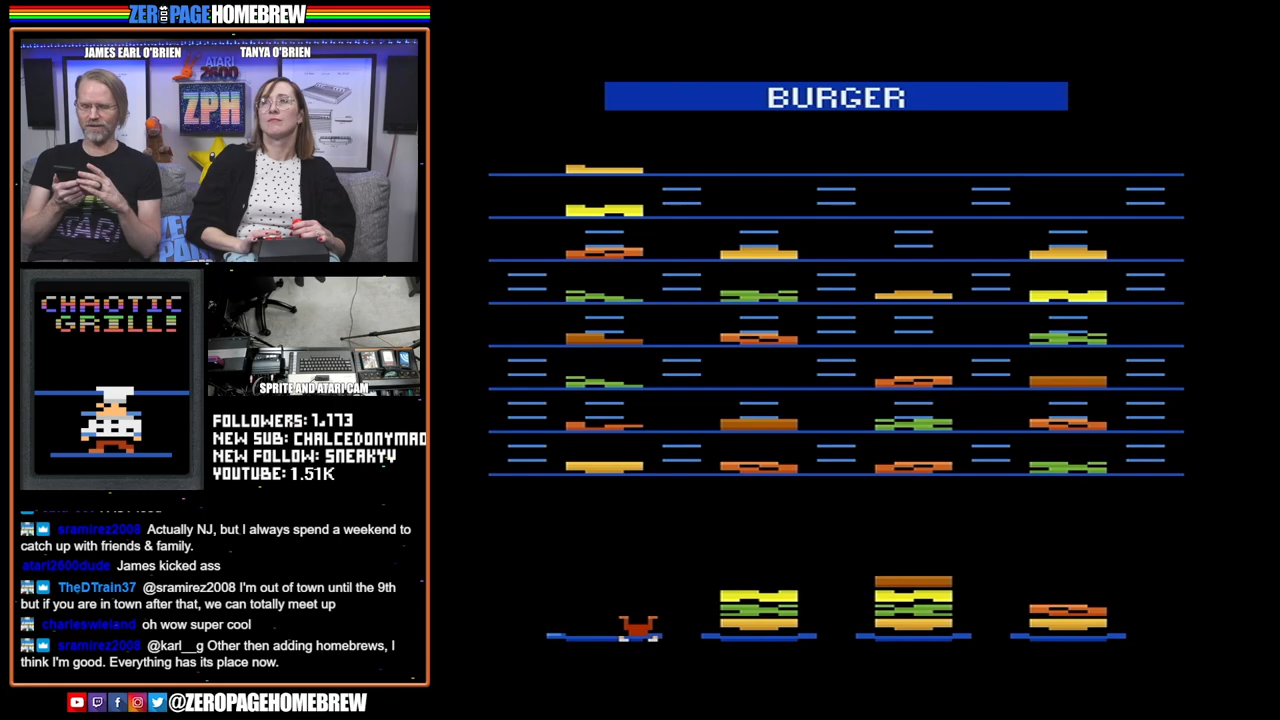 ZERO PAGE HOMEBREW
JAMES EARL O'BRIEN
TANYA O'BRIEN
ATARI
2600
ZPH
ATARI
CHAOTIC
GRILL!
SPRITE AND ATARI CAM
FOLLOWERS: 1,173
NEW SUB: CHALCEDONYMAD
NEW FOLLOW: SNEAKYV
YOUTUBE: 1.51K
sramirez2008 Actually NJ, but I always spend a weekend to
catch up with friends & family.
atari2600dude James kicked ass
TheDTrain37 @sramirez2008 I'm out of town until the 9th
but if you are in town after that, we can totally meet up
charleswieland oh wow super cool
sramirez2008 @karl__g Other then adding homebrews, I
think I'm good. Everything has its place now.
@ZEROPAGEHOMEBREW
BURGER